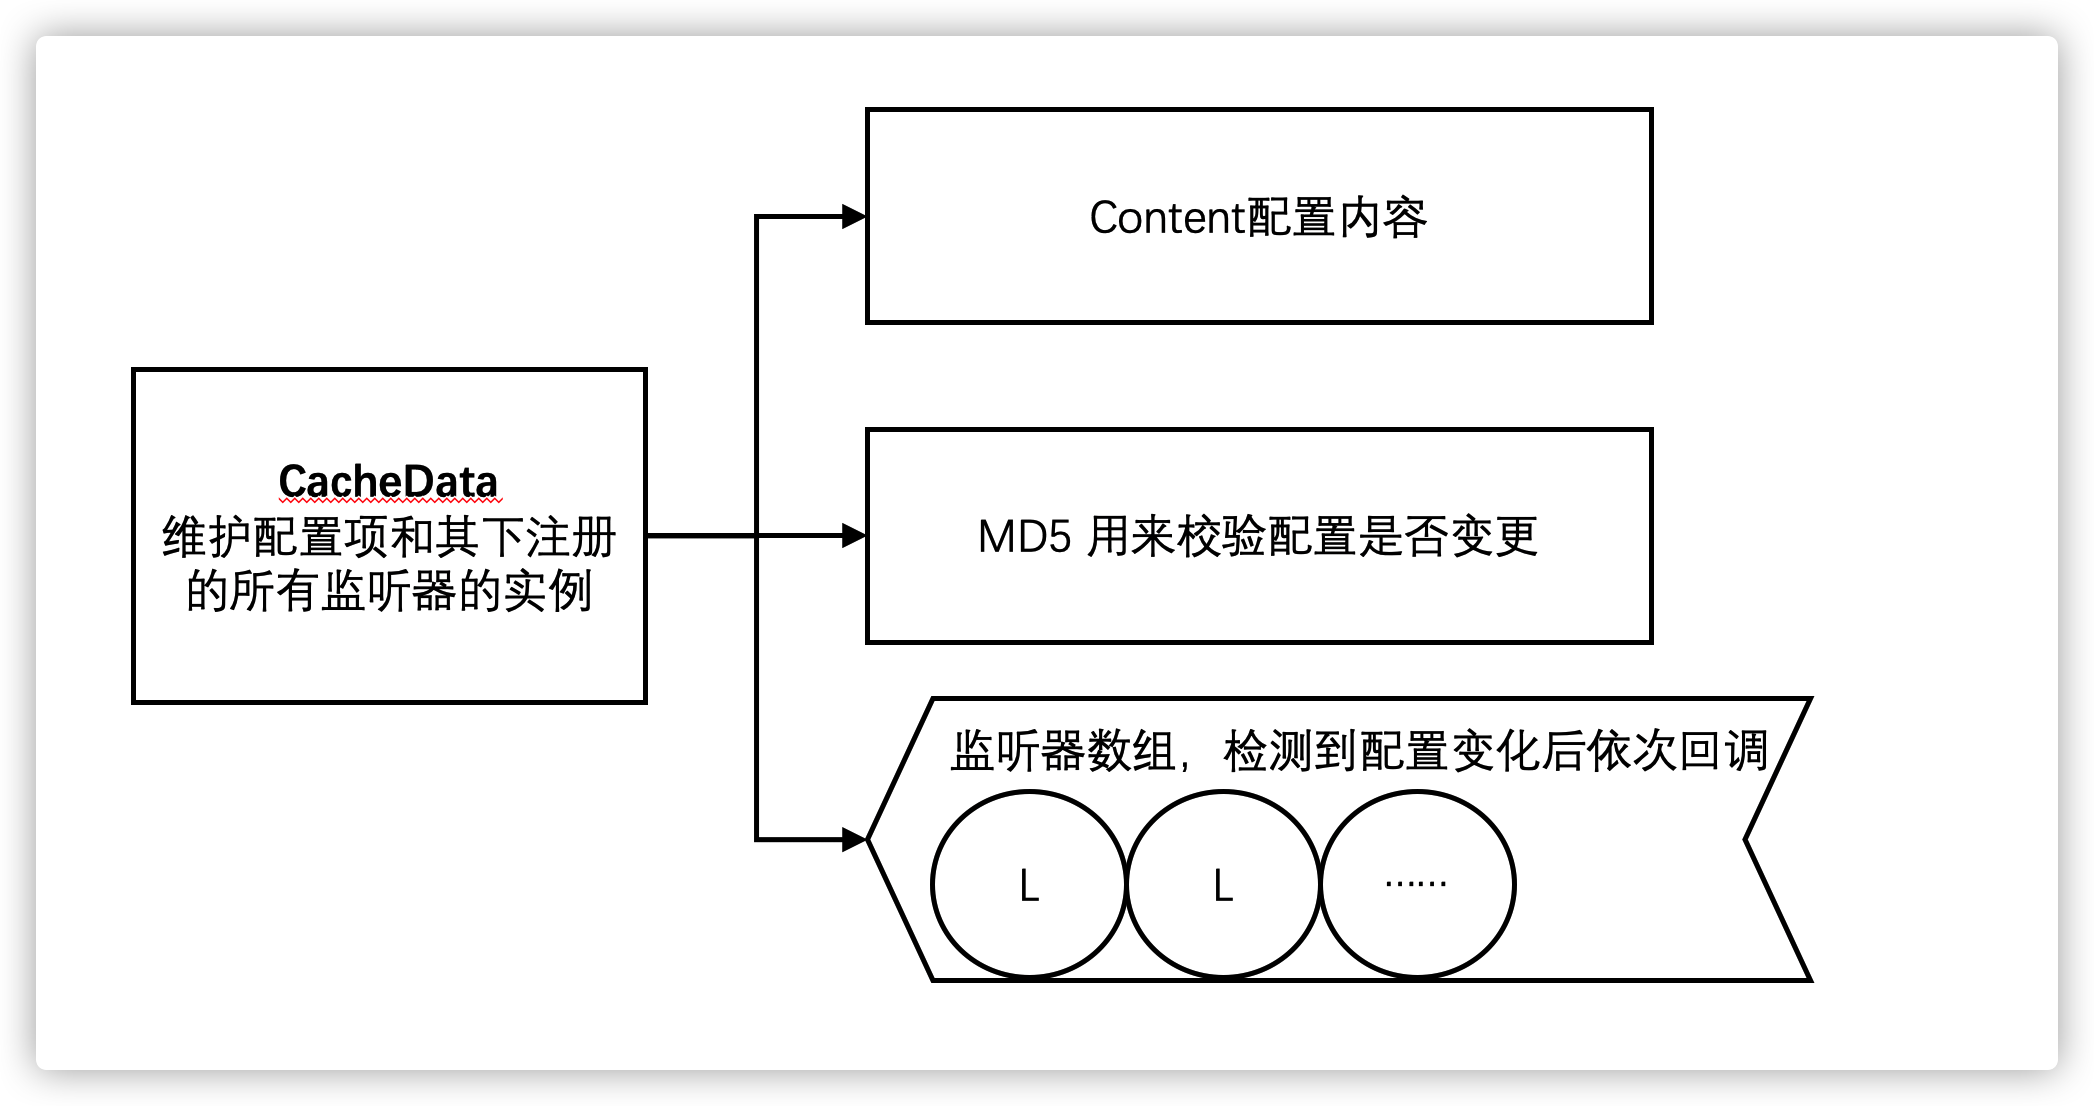 Content配置内容
CacheData
维护配置项和其下注册
的所有监听器的实例
MD5 用来校验配置是否变更
监听器数组，检测到配置变化后依次回调
L
L
······